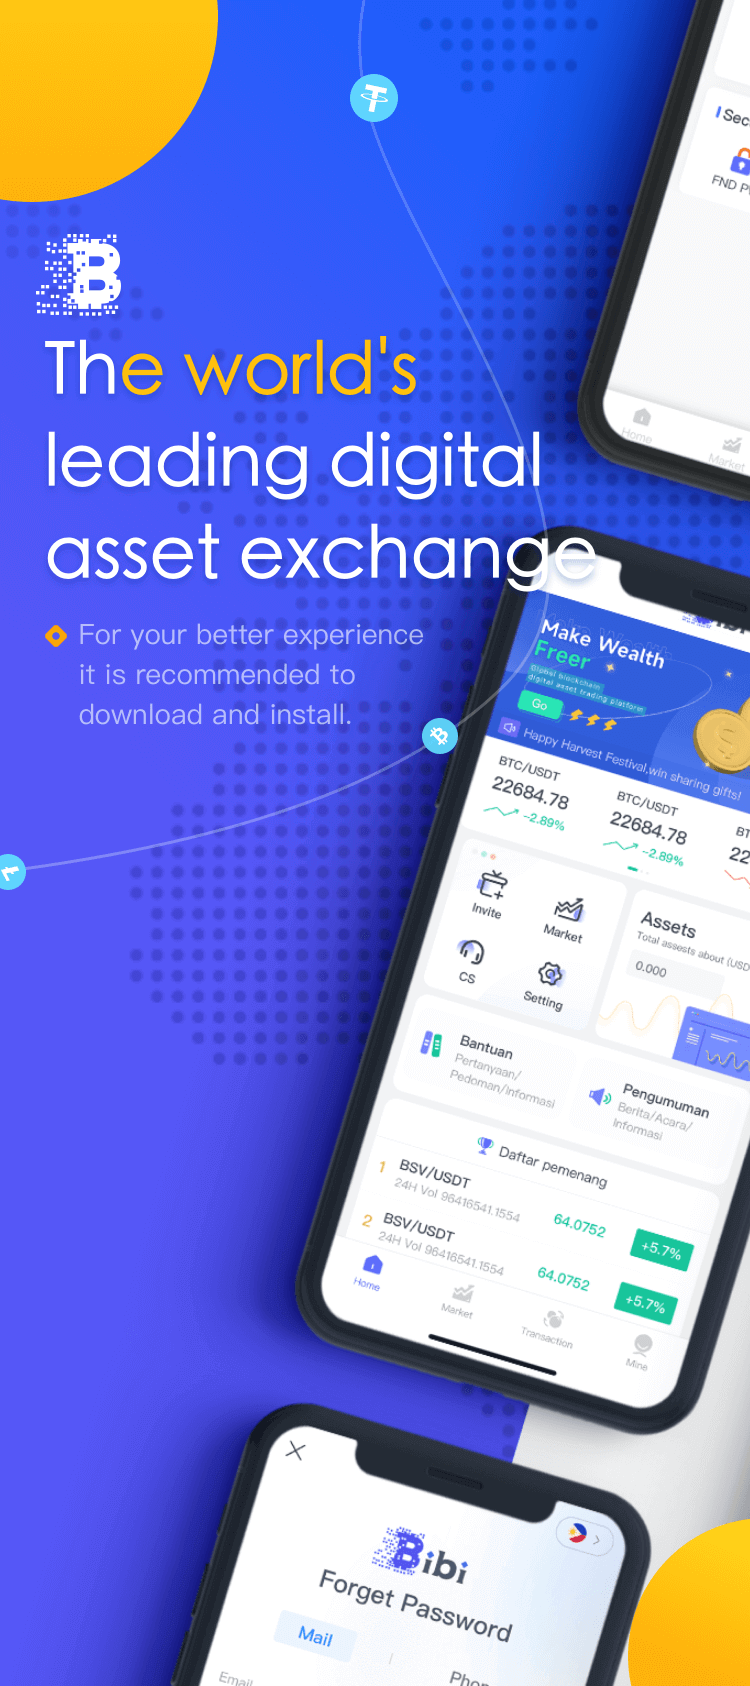 Sec
FND P
Home
Market
The world's
leading digital
asset exchange
For your better experience
it is recommended to
download and install.
Make Wealth
Freer
Global blockchain
digital asset trading platform
Go
Happy Harvest Festival,win sharing gifts!
BTC/USDT
22684.78
-2.89%
BTC/USDT
22684.78
-2.89%
BT
22
Invite
Market
CS
Setting
Assets
Total assests about (USD
0.000
Bantuan
Pertanyaan/
Pedoman/Informasi
Pengumuman
Berita/Acara/
Informasi
Daftar pemenang
1 BSV/USDT
24H Vol 96416541.1554
64.0752
+5.7%
2 BSV/USDT
24H Vol 96416541.1554
64.0752
+5.7%
Home
Market
Transaction
Mine
Bibi
Forget Password
Mail
Phon
Email